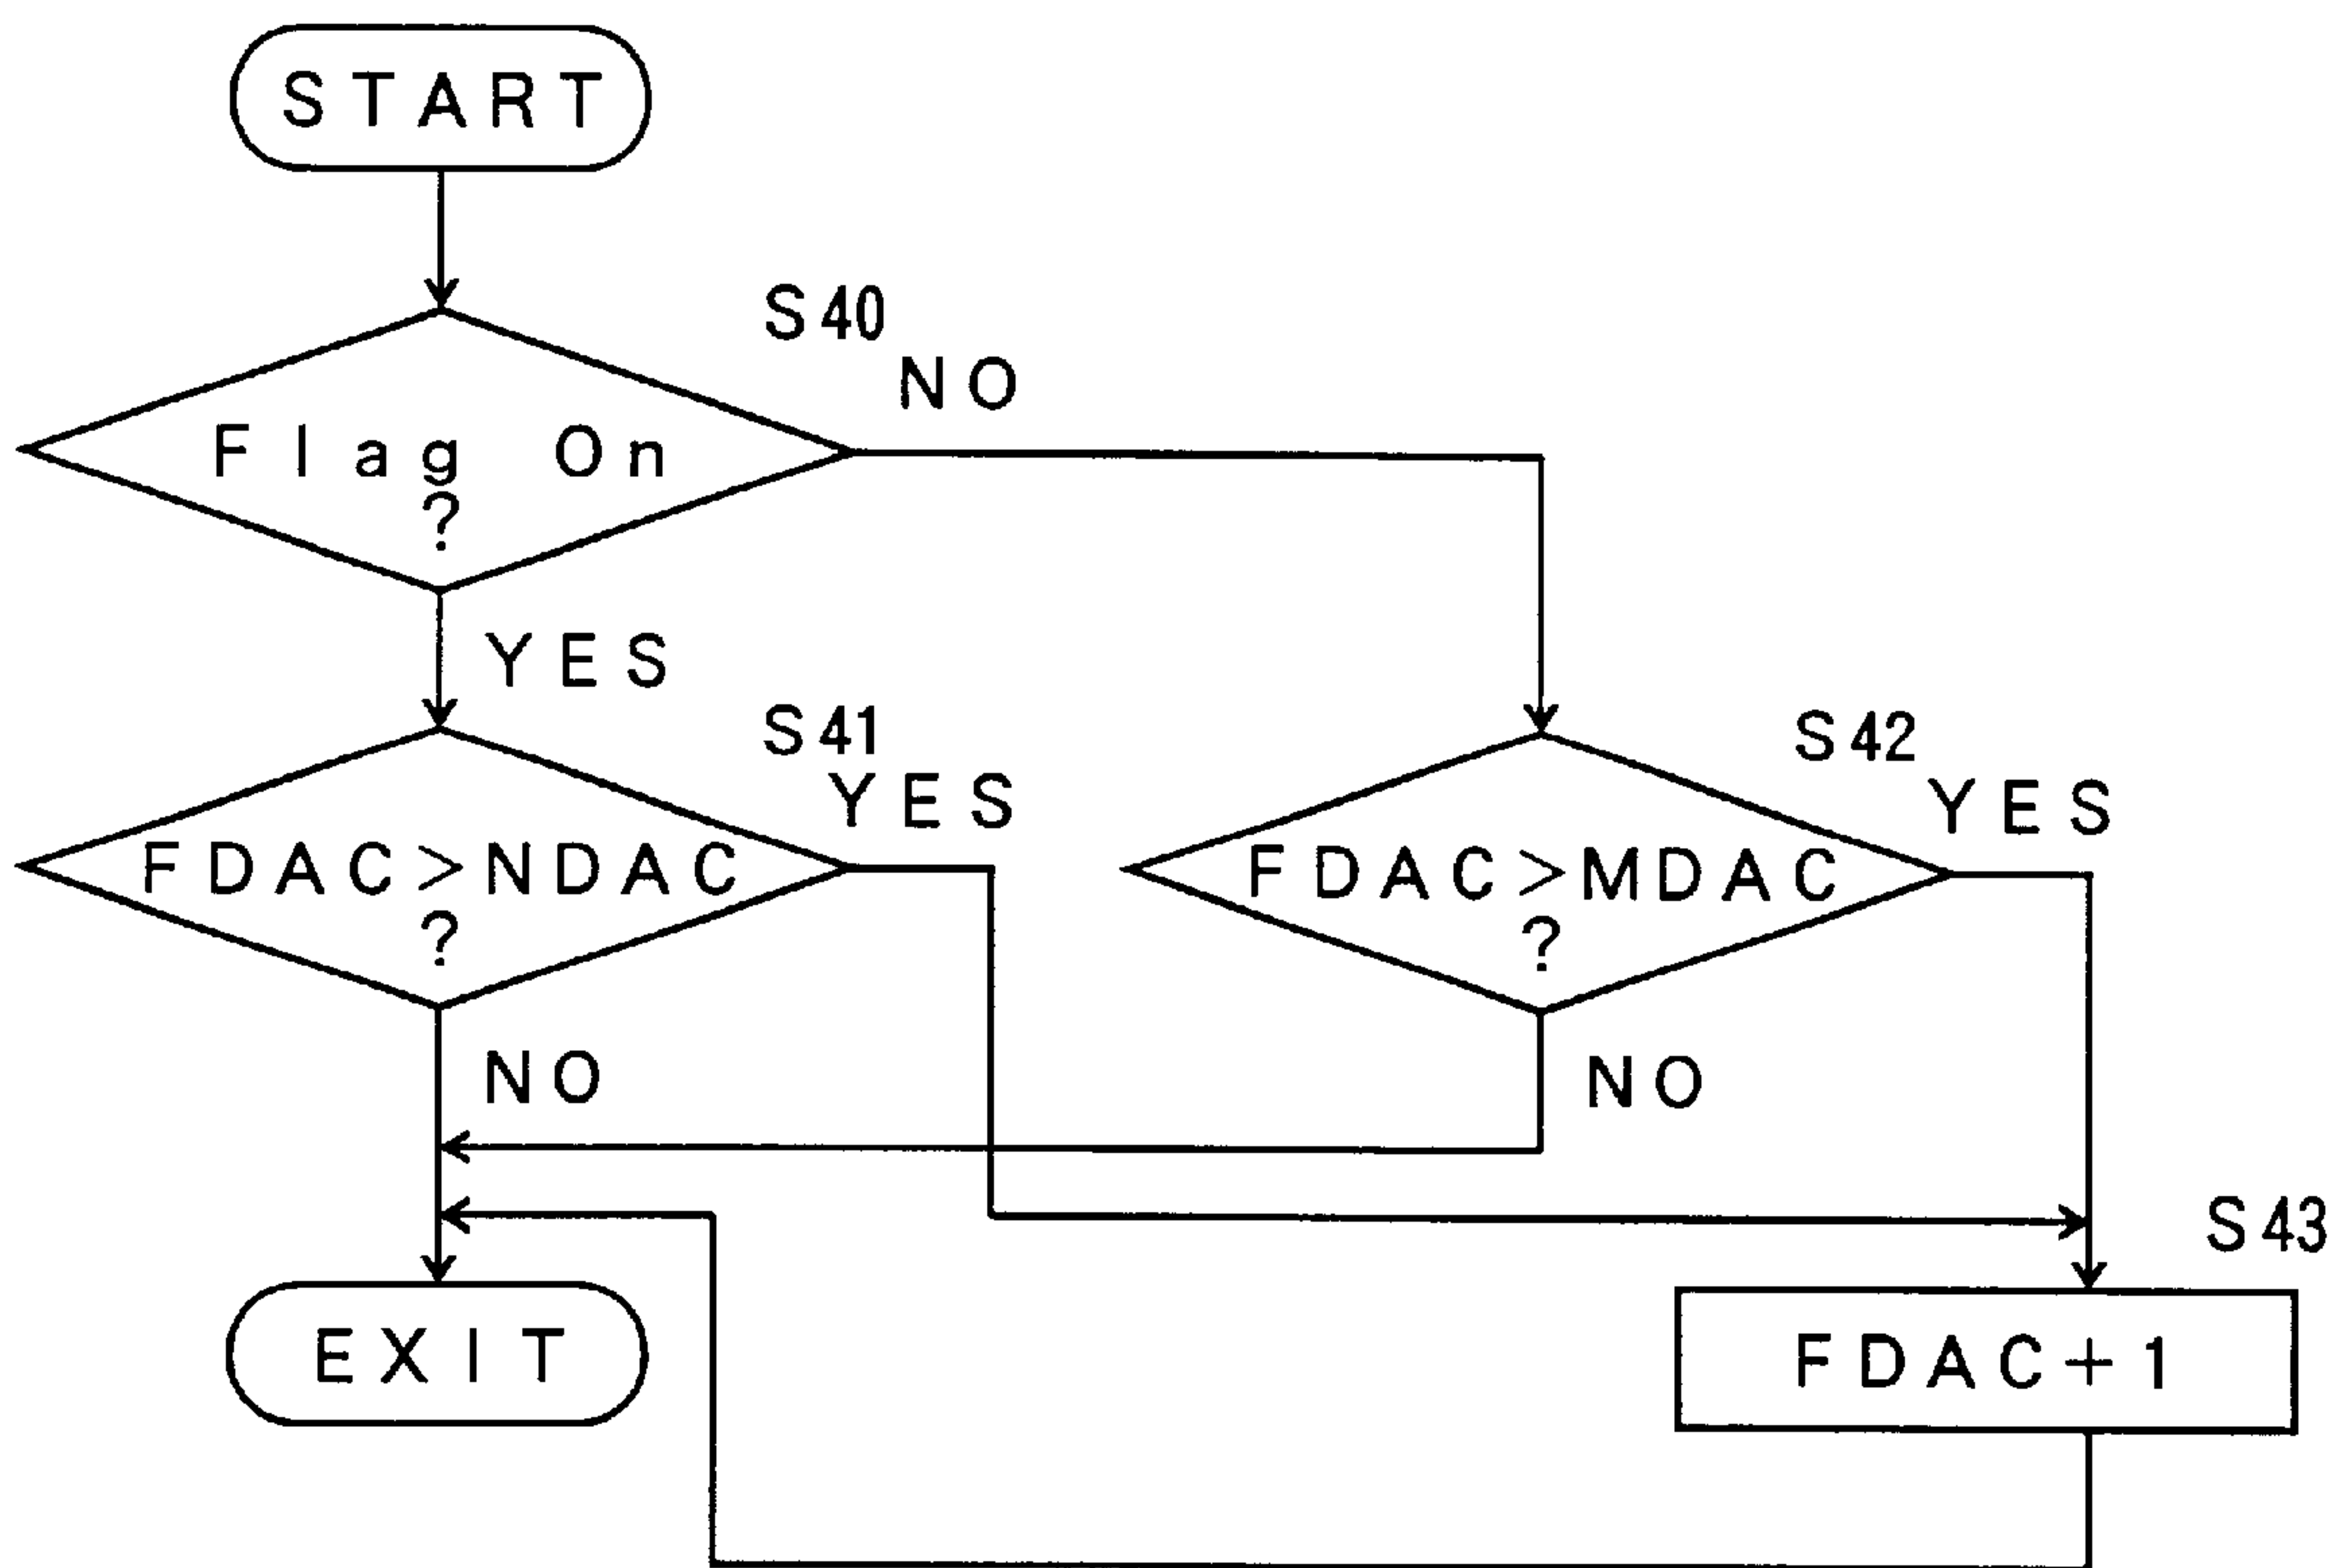 START
S40
NO
Flag On
?
YES
S41
YES
FDAC>NDAC
?
NO
S42
YES
FDAC>MDAC
?
NO
S43
FDAC+1
EXIT